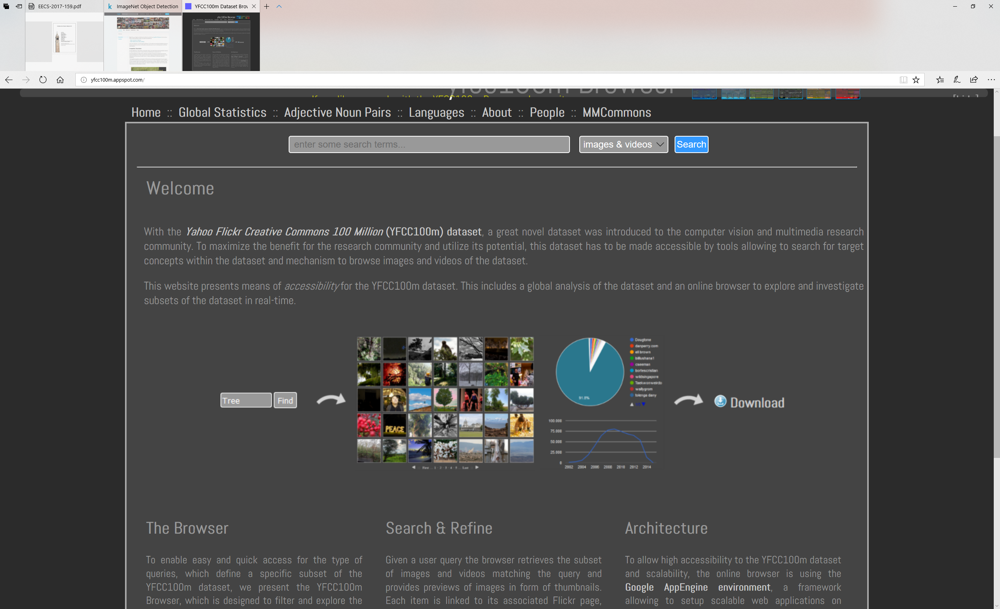 EECS-2017-159.pdf
ImageNet Object Detection
YFCC100m Dataset Brow
yfcc100m.appspot.com/
yfcc100m Browser
Home :: Global Statistics :: Adjective Noun Pairs :: Languages :: About :: People :: MMCommons
enter some search terms...
images & videos
Search
Welcome
With the Yahoo Flickr Creative Commons 100 Million (YFCC100m) dataset, a great novel dataset was introduced to the computer vision and multimedia research
community. To maximize the benefit for the research community and utilize its potential, this dataset has to be made accessible by tools allowing to search for target
concepts within the dataset and mechanism to browse images and videos of the dataset.
This website presents means of accessibility for the YFCC100m dataset. This includes a global analysis of the dataset and an online browser to explore and investigate
subsets of the dataset in real-time.
Tree
Find
PEACE
First ... 1 - 2 - 3 - 4 - 5 ... Last
91.8%
Dougtone
danperry.com
eli brown
billushana1
cseeman
bortescristian
wildsingapore
Taekwonweirdo
wallygrom
tolenga dany
100.000
75.000
50.000
25.000
0
2002 2004 2006 2008 2010 2012 2014
Download
The Browser
To enable easy and quick access for the type of
queries, which define a specific subset of the
YFCC100m dataset, we present the YFCC100m
Browser, which is designed to filter and explore the
Search & Refine
Given a user query the browser retrieves the subset
of images and videos matching the query and
provides previews of images in form of thumbnails.
Each item is linked to its associated Flickr page,
Architecture
To allow high accessibility to the YFCC100m dataset
and scalability, the online browser is using the
Google AppEngine environment, a framework
allowing to setup scalable web applications on